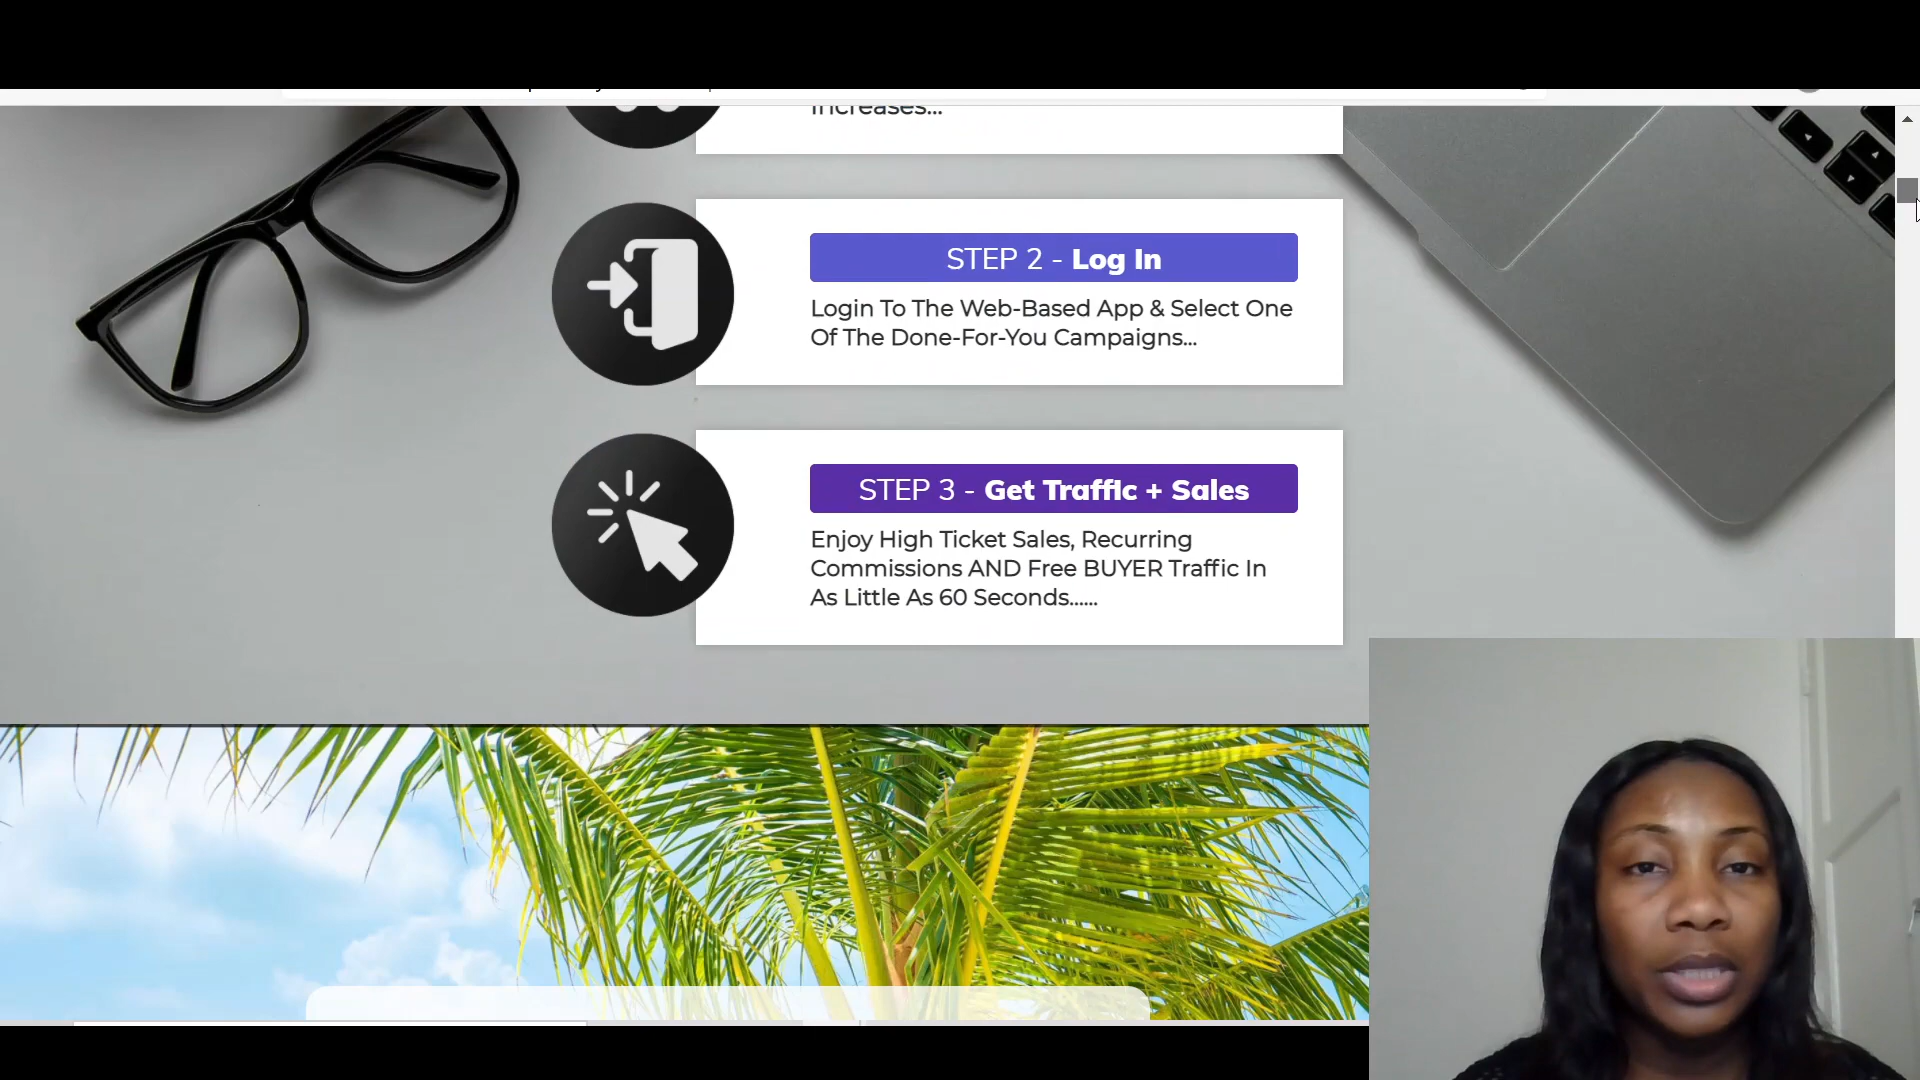 Increases...
STEP 2 - Log In
Login To The Web-Based App & Select One
Of The Done-For-You Campaigns...
STEP 3 - Get Traffic + Sales
Enjoy High Ticket Sales, Recurring
Commissions AND Free BUYER Traffic In
As Little As 60 Seconds......